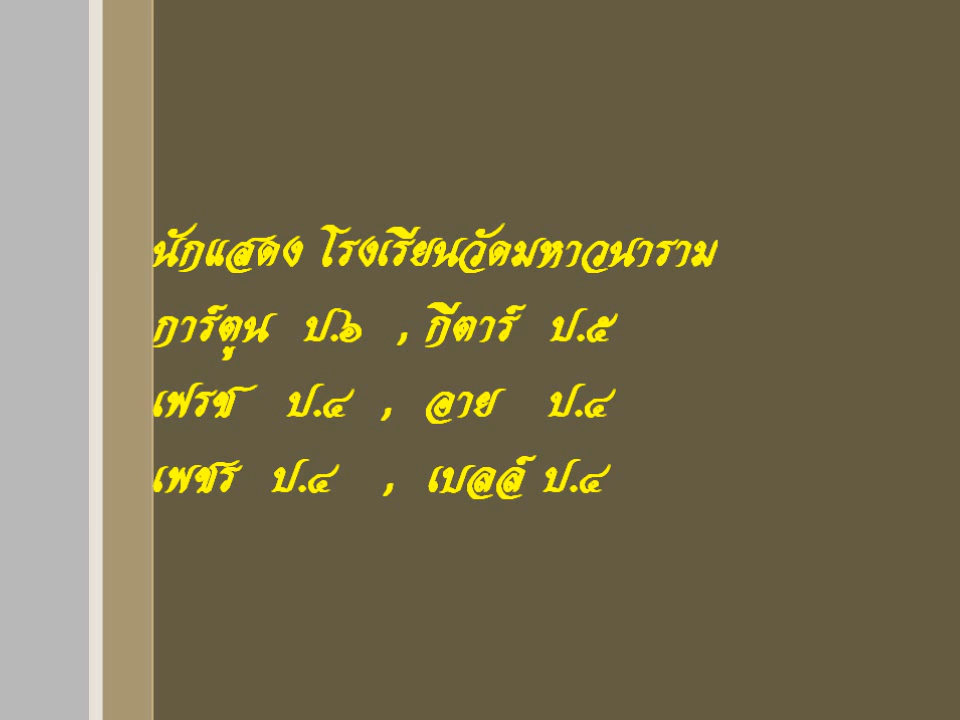 นักแสดง โรงเรียนวัดมหาวนาราม
การ์ตูน ป.๖ , กีตาร์ ป.๕
เฟรช ป.๔ , อาย ป.๔
เพชร ป.๔ , เบลล์ ป.๔